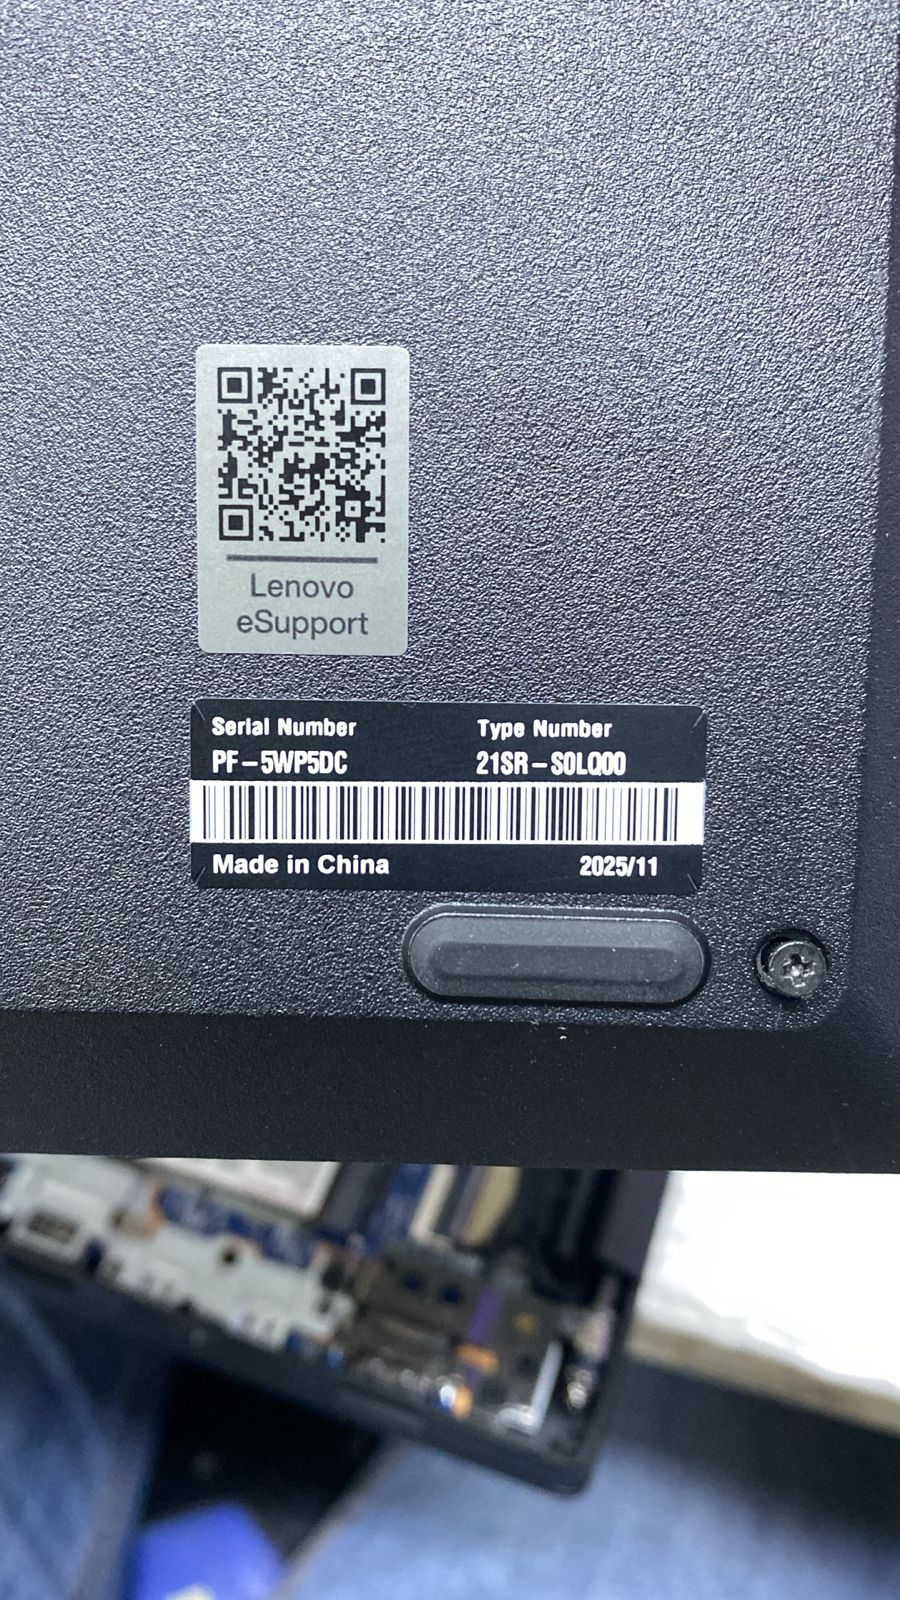 Lenovo
eSupport
Serial Number Type Number
PF-5WP5DC 21SR-S0LQ00
Made in China 2025/11